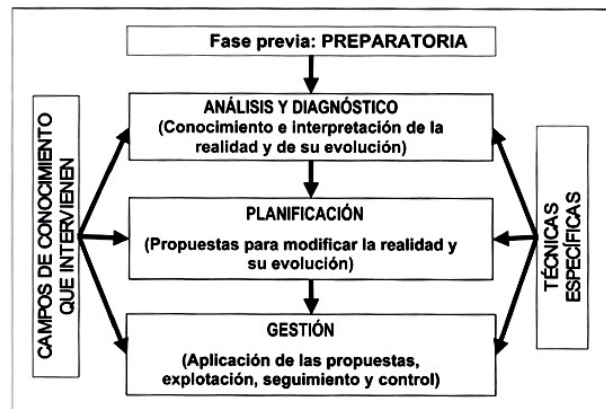 Fase previa: PREPARATORIA
ANÁLISIS Y DIAGNÓSTICO
(Conocimiento e interpretación de la
realidad y de su evolución)
PLANIFICACIÓN
(Propuestas para modificar la realidad y
su evolución)
GESTIÓN
(Aplicación de las propuestas,
explotación, seguimiento y control)
CAMPOS DE CONOCIMIENTO
QUE INTERVIENEN
TÉCNICAS
ESPECÍFICAS